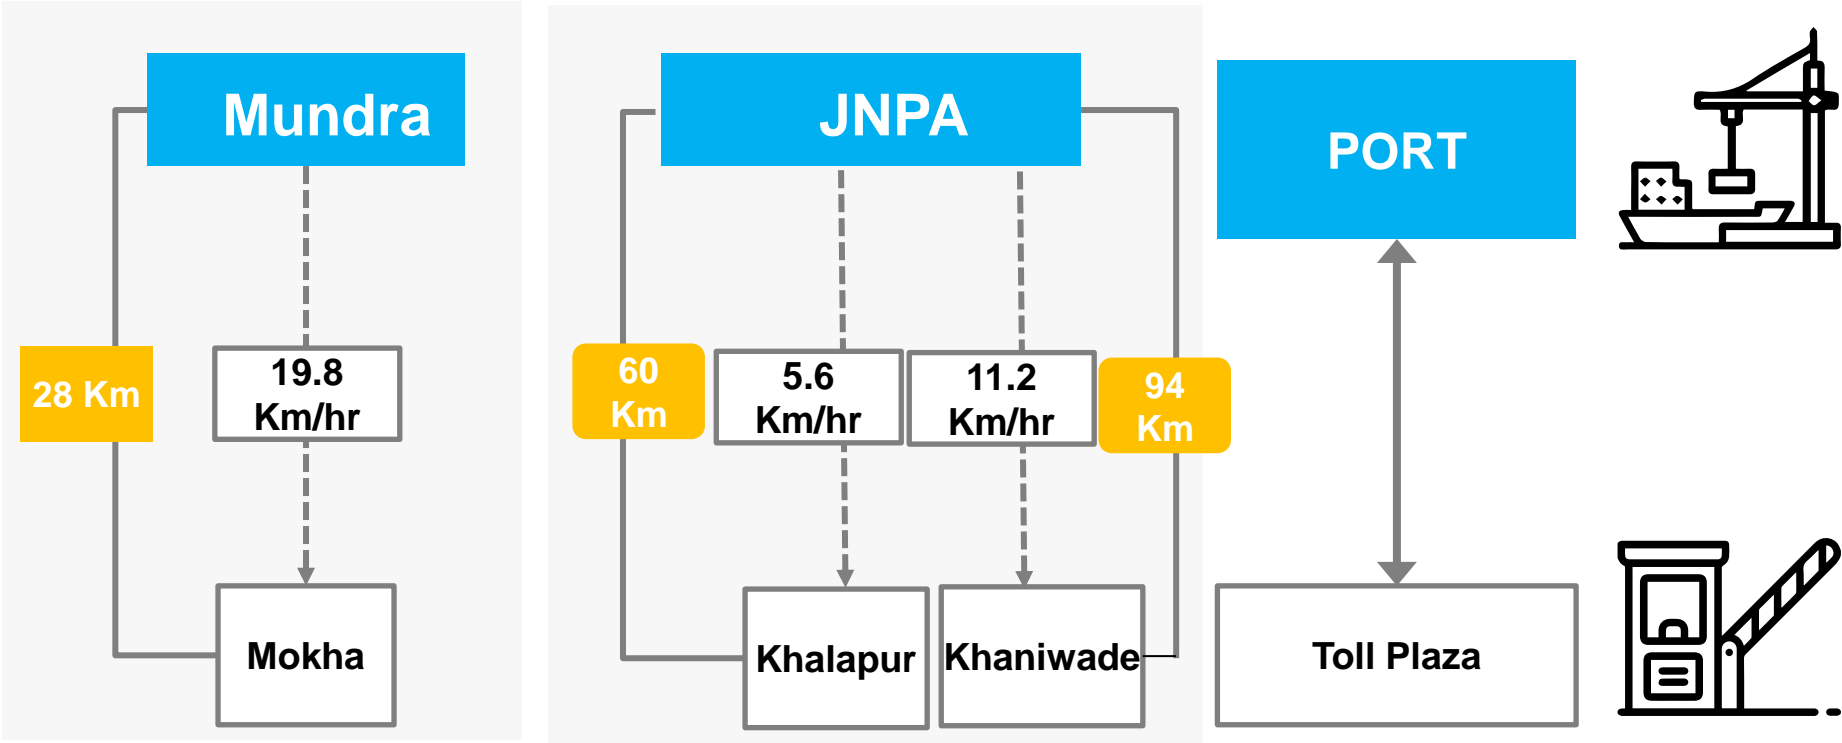 Mundra
JNPA
PORT
28 Km
19.8
Km/hr
60
Km
5.6
Km/hr
11.2
Km/hr
94
Km
Mokha
Khalapur
Khaniwade
Toll Plaza